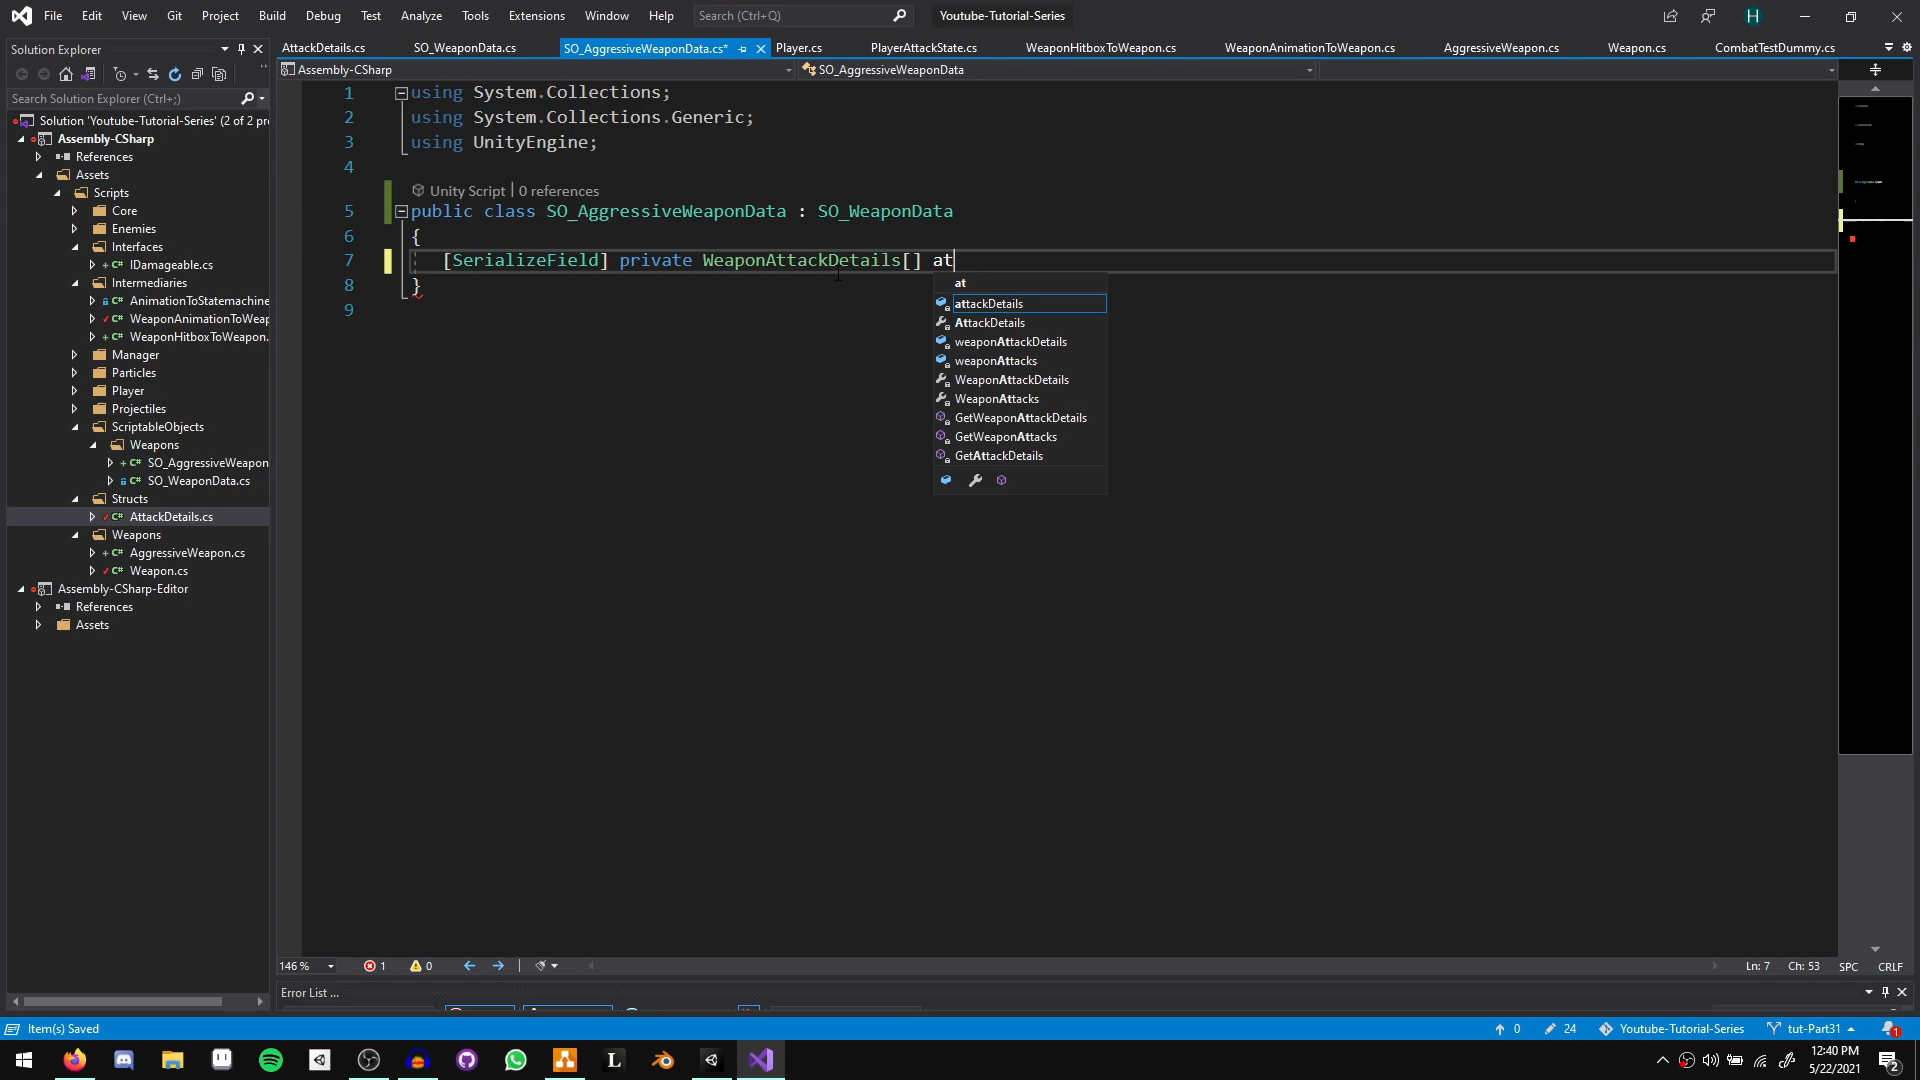 File Edit View Git Project Build Debug Test Analyze Tools Extensions Window Help Search (Ctrl+Q) Youtube-Tutorial-Series H
Solution Explorer
Search Solution Explorer (Ctrl+;)
Solution 'Youtube-Tutorial-Series' (2 of 2 pr
Assembly-CSharp
References
Assets
Scripts
Core
Enemies
Interfaces
C# IDamageable.cs
Intermediaries
C# AnimationToStatemachine
C# WeaponAnimationToWeap
C# WeaponHitboxToWeapon.
Manager
Particles
Player
Projectiles
ScriptableObjects
Weapons
C# SO_AggressiveWeapon
C# SO_WeaponData.cs
Structs
C# AttackDetails.cs
Weapons
C# AggressiveWeapon.cs
C# Weapon.cs
Assembly-CSharp-Editor
References
Assets
AttackDetails.cs SO_WeaponData.cs SO_AggressiveWeaponData.cs* Player.cs PlayerAttackState.cs WeaponHitboxToWeapon.cs WeaponAnimationToWeapon.cs AggressiveWeapon.cs Weapon.cs CombatTestDummy.cs
Assembly-CSharp SO_AggressiveWeaponData
1 using System.Collections;
2 using System.Collections.Generic;
3 using UnityEngine;
4
Unity Script | 0 references
5 public class SO_AggressiveWeaponData : SO_WeaponData
6 {
7 [SerializeField] private WeaponAttackDetails[] at
8 }
9
at
attackDetails
AttackDetails
weaponAttackDetails
weaponAttacks
WeaponAttackDetails
WeaponAttacks
GetWeaponAttackDetails
GetWeaponAttacks
GetAttackDetails
146 % 1 0 Ln: 7 Ch: 53 SPC CRLF
Error List ...
Item(s) Saved 0 24 Youtube-Tutorial-Series tut-Part31 1
L 12:40 PM
5/22/2021 2